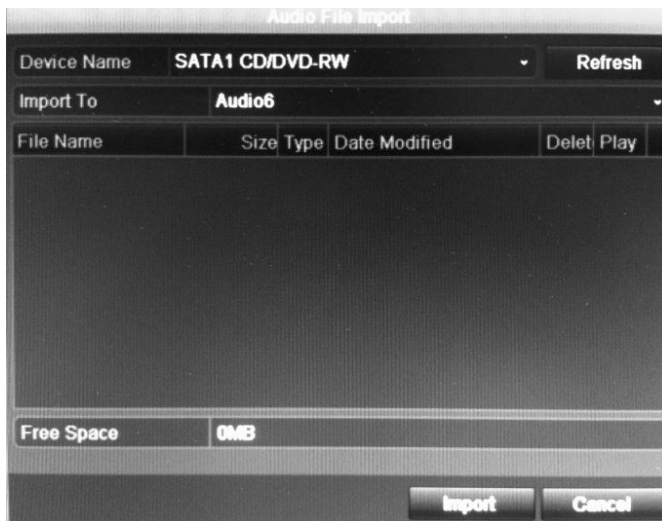 Audio File Import
Device Name SATA1 CD/DVD-RW Refresh
Import To Audio6
File Name Size Type Date Modified Delet Play
Free Space 0MB
Import Cancel